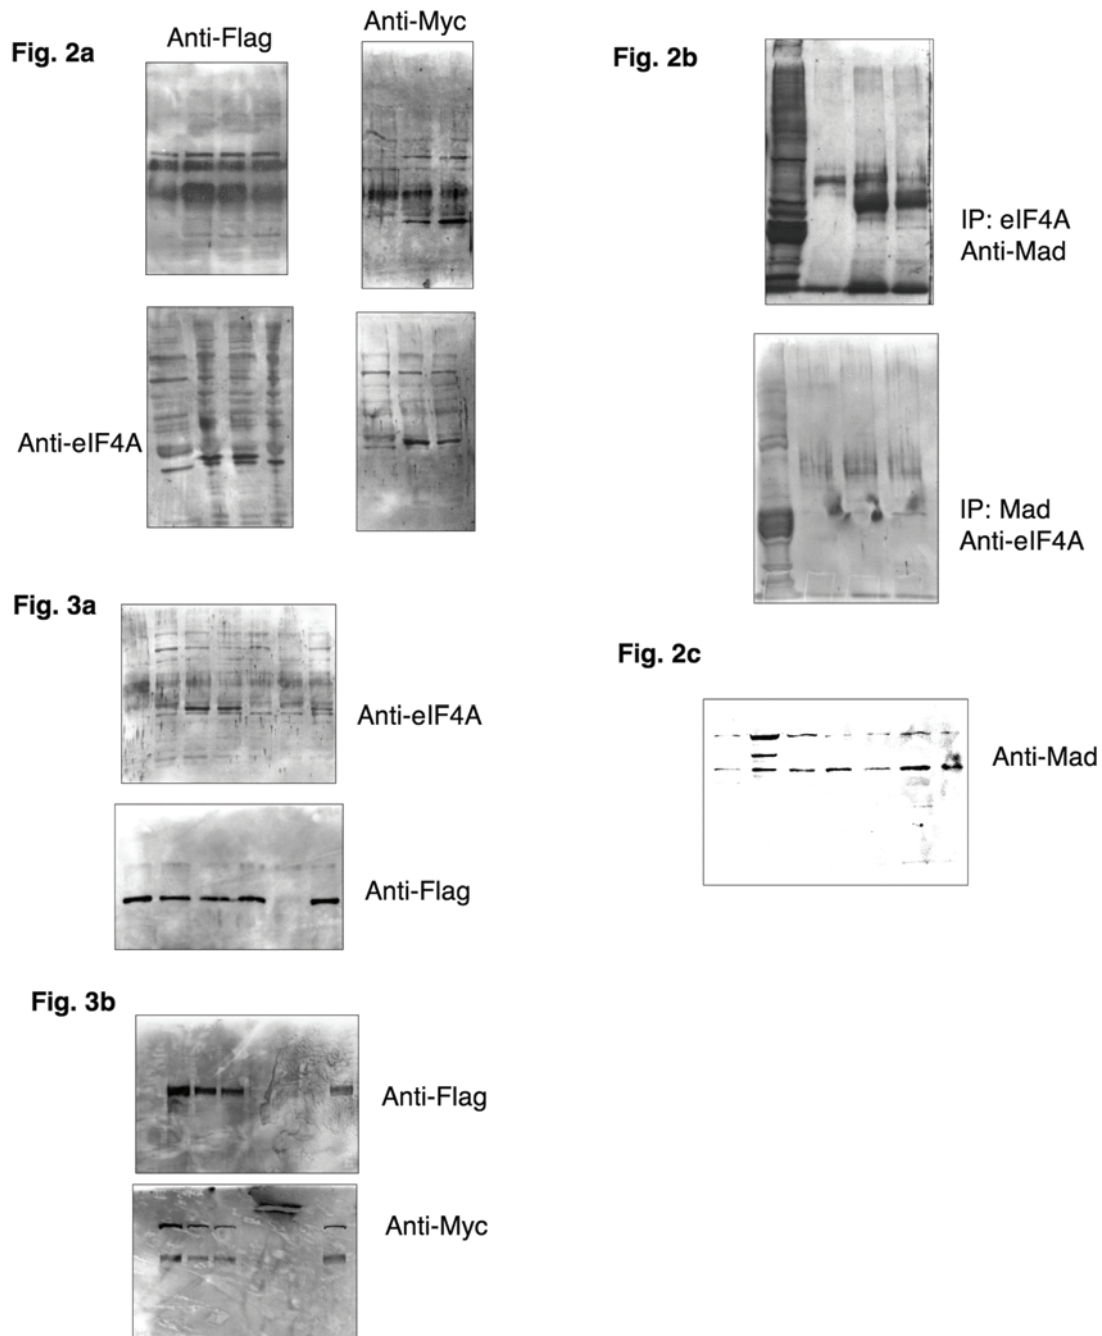 Fig. 2a
Anti-Flag
Anti-Myc
Anti-eIF4A
Fig. 2b
IP: eIF4A
Anti-Mad
IP: Mad
Anti-eIF4A
Fig. 2c
Anti-Mad
Fig. 3a
Anti-eIF4A
Anti-Flag
Fig. 3b
Anti-Flag
Anti-Myc